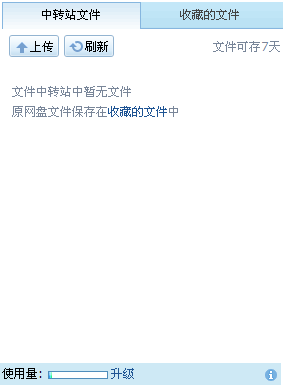 中转站文件 收藏的文件
上传 刷新 文件可存7天
文件中转站中暂无文件
原网盘文件保存在收藏的文件中
使用量： 升级